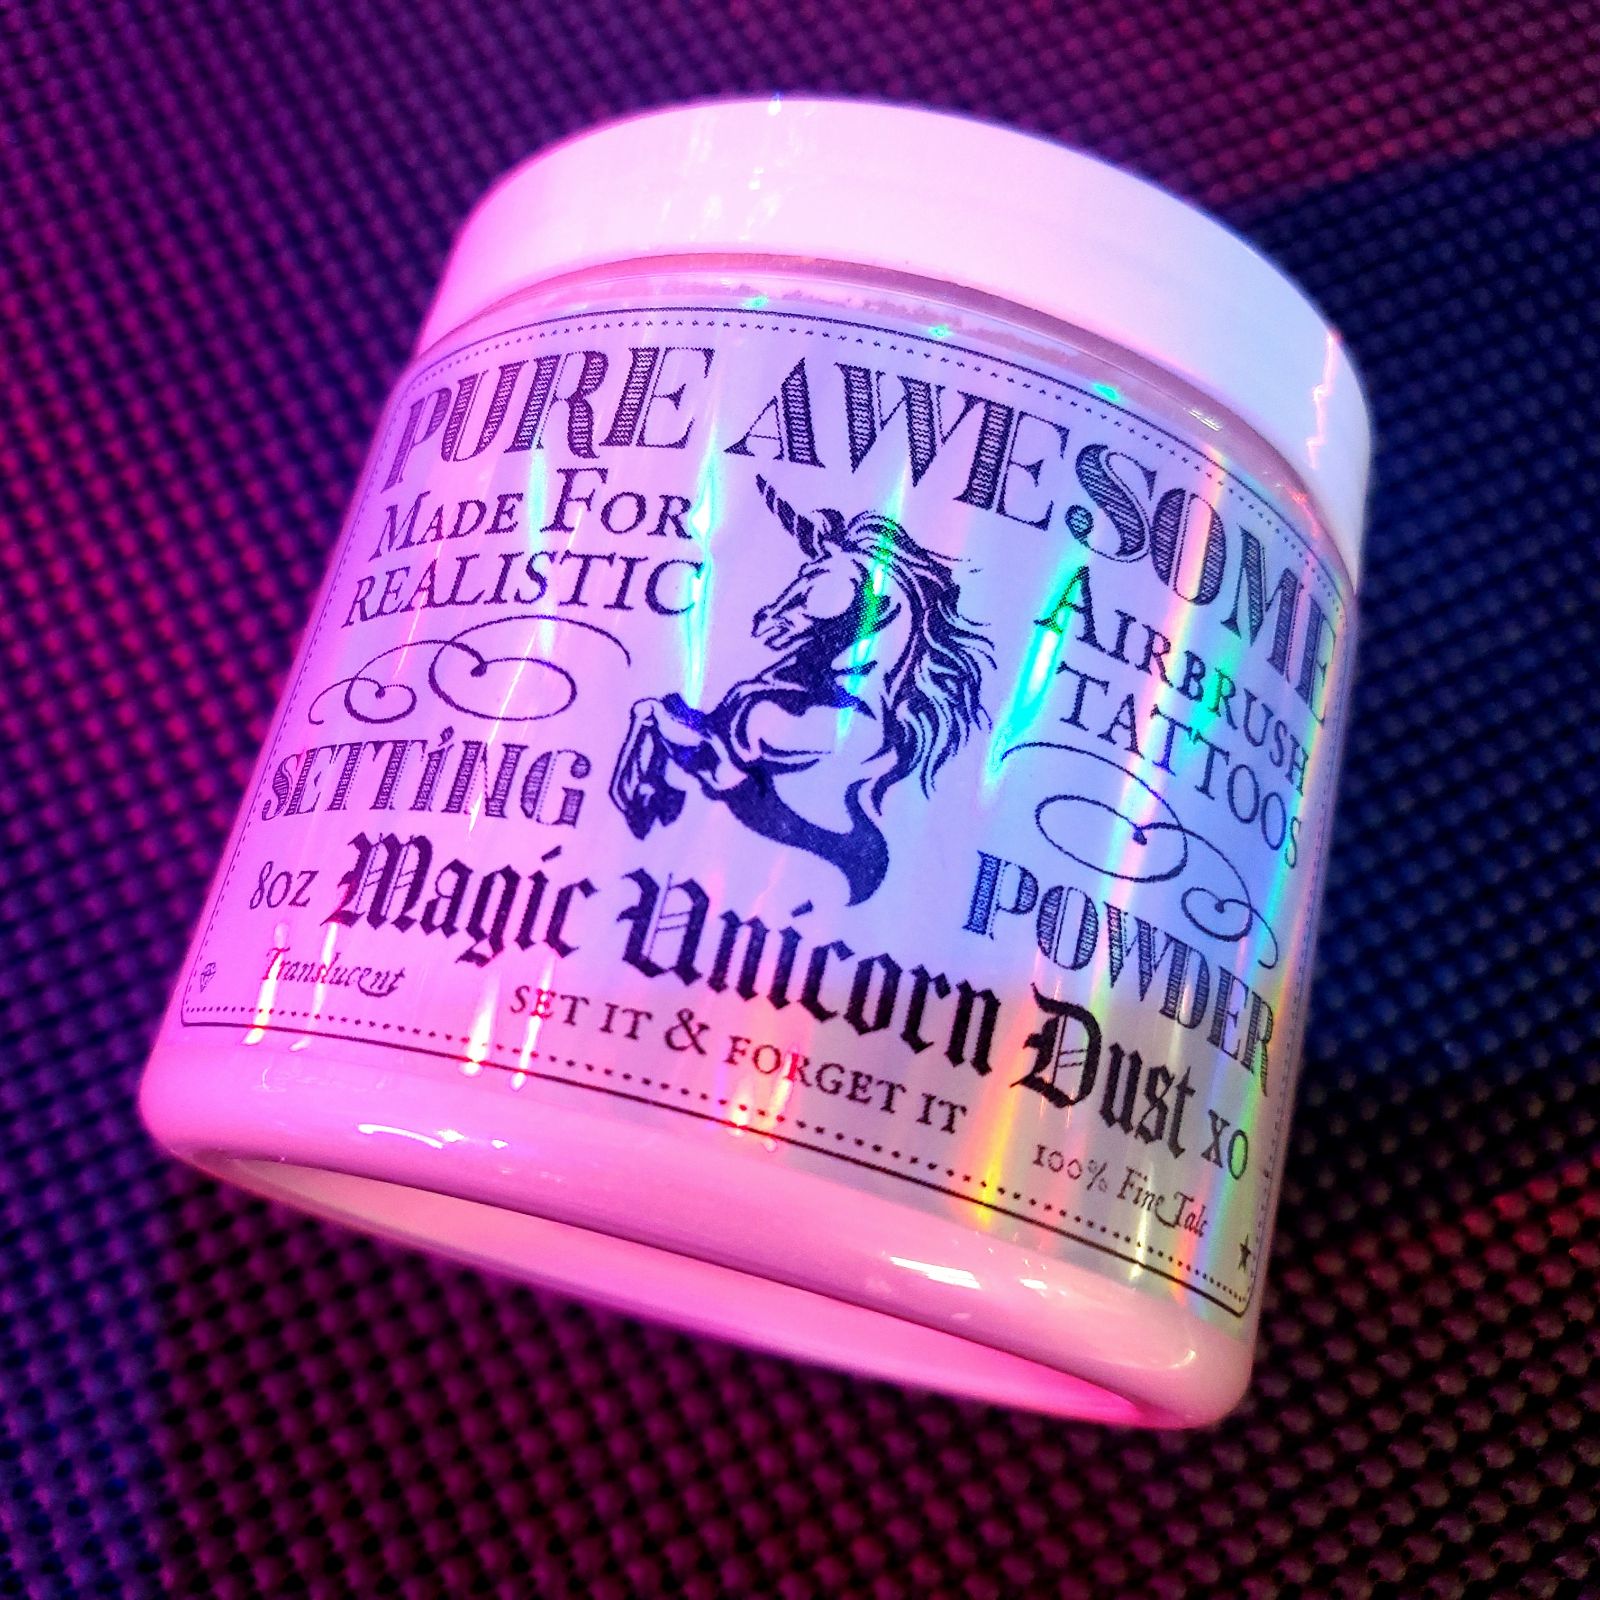 PURE AWESOME
MADE FOR
REALISTIC
AIRBRUSH
TATTOOS
SETTiNG
POWDER
8OZ Magic Unicorn Dust XO
Translucent
SET IT & FORGET IT
100% Fine Talc